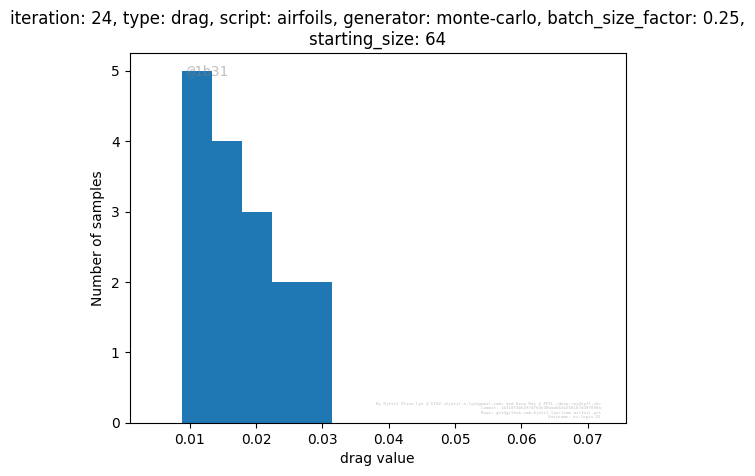 iteration: 24, type: drag, script: airfoils, generator: monte-carlo, batch_size_factor: 0.25,
starting_size: 64
@1b31
5
4
3
2
1
0
Number of samples
0.01 0.02 0.03 0.04 0.05 0.06 0.07
drag value